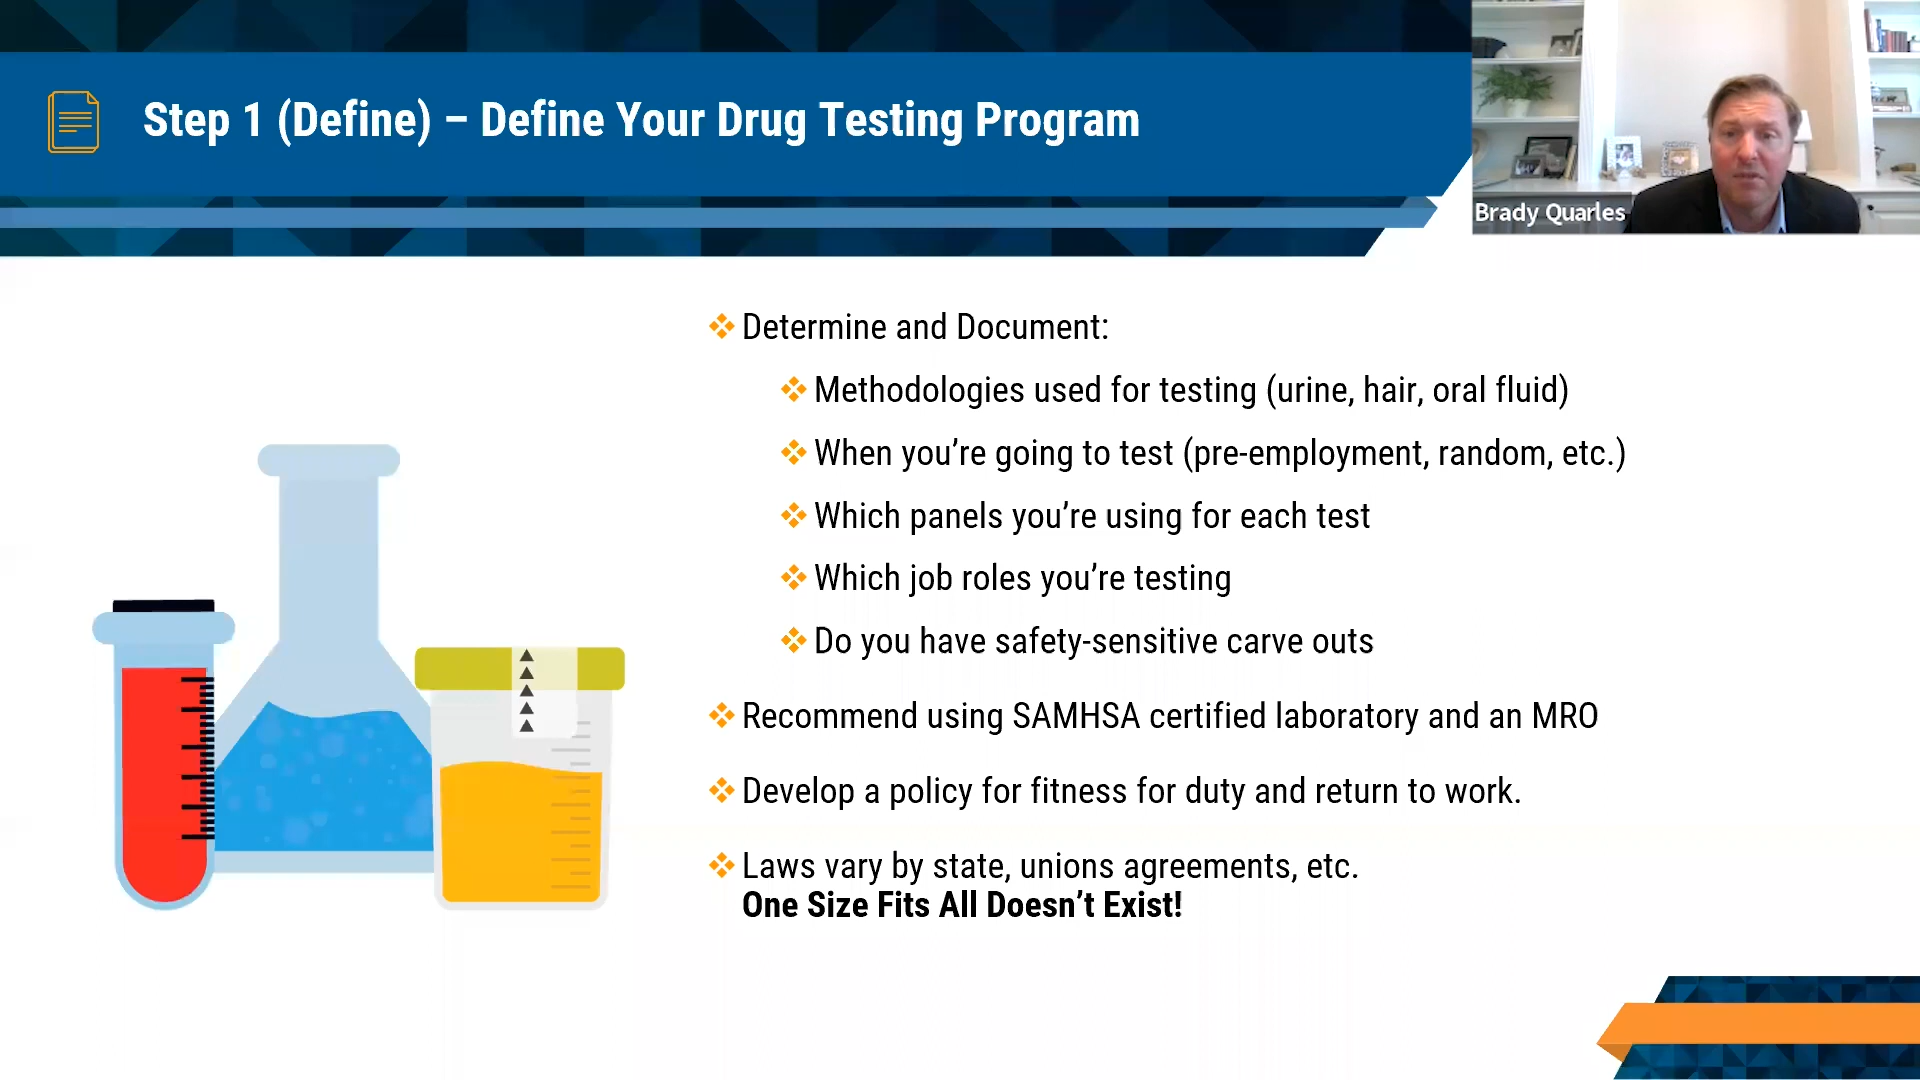 Step 1 (Define) – Define Your Drug Testing Program
Brady Quarles
Determine and Document:
Methodologies used for testing (urine, hair, oral fluid)
When you’re going to test (pre-employment, random, etc.)
Which panels you’re using for each test
Which job roles you’re testing
Do you have safety-sensitive carve outs
Recommend using SAMHSA certified laboratory and an MRO
Develop a policy for fitness for duty and return to work.
Laws vary by state, unions agreements, etc.
One Size Fits All Doesn’t Exist!